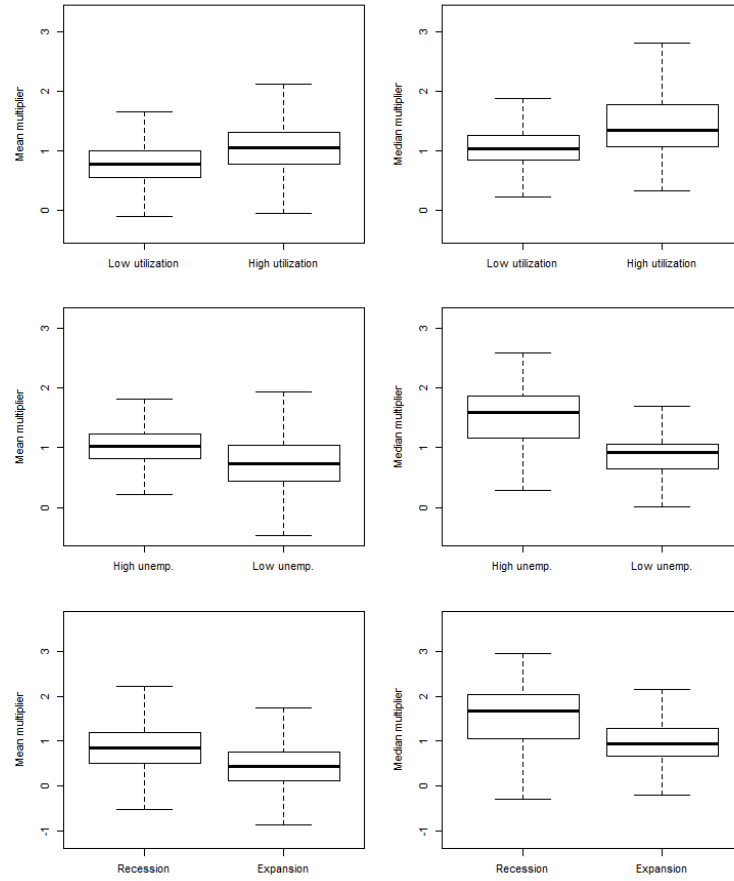 Mean multiplier
3
2
1
0
Low utilization High utilization
Median multiplier
3
2
1
0
Low utilization High utilization
Mean multiplier
3
2
1
0
High unemp. Low unemp.
Median multiplier
3
2
1
0
High unemp. Low unemp.
Mean multiplier
3
2
1
0
-1
Recession Expansion
Median multiplier
3
2
1
0
-1
Recession Expansion